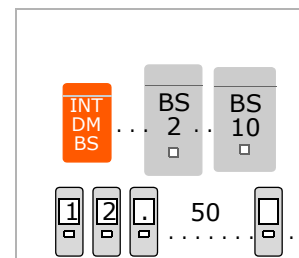 INT
DM
BS
. . .
BS
2
. .
BS
10
1
2
.
50
. . . . . . . .